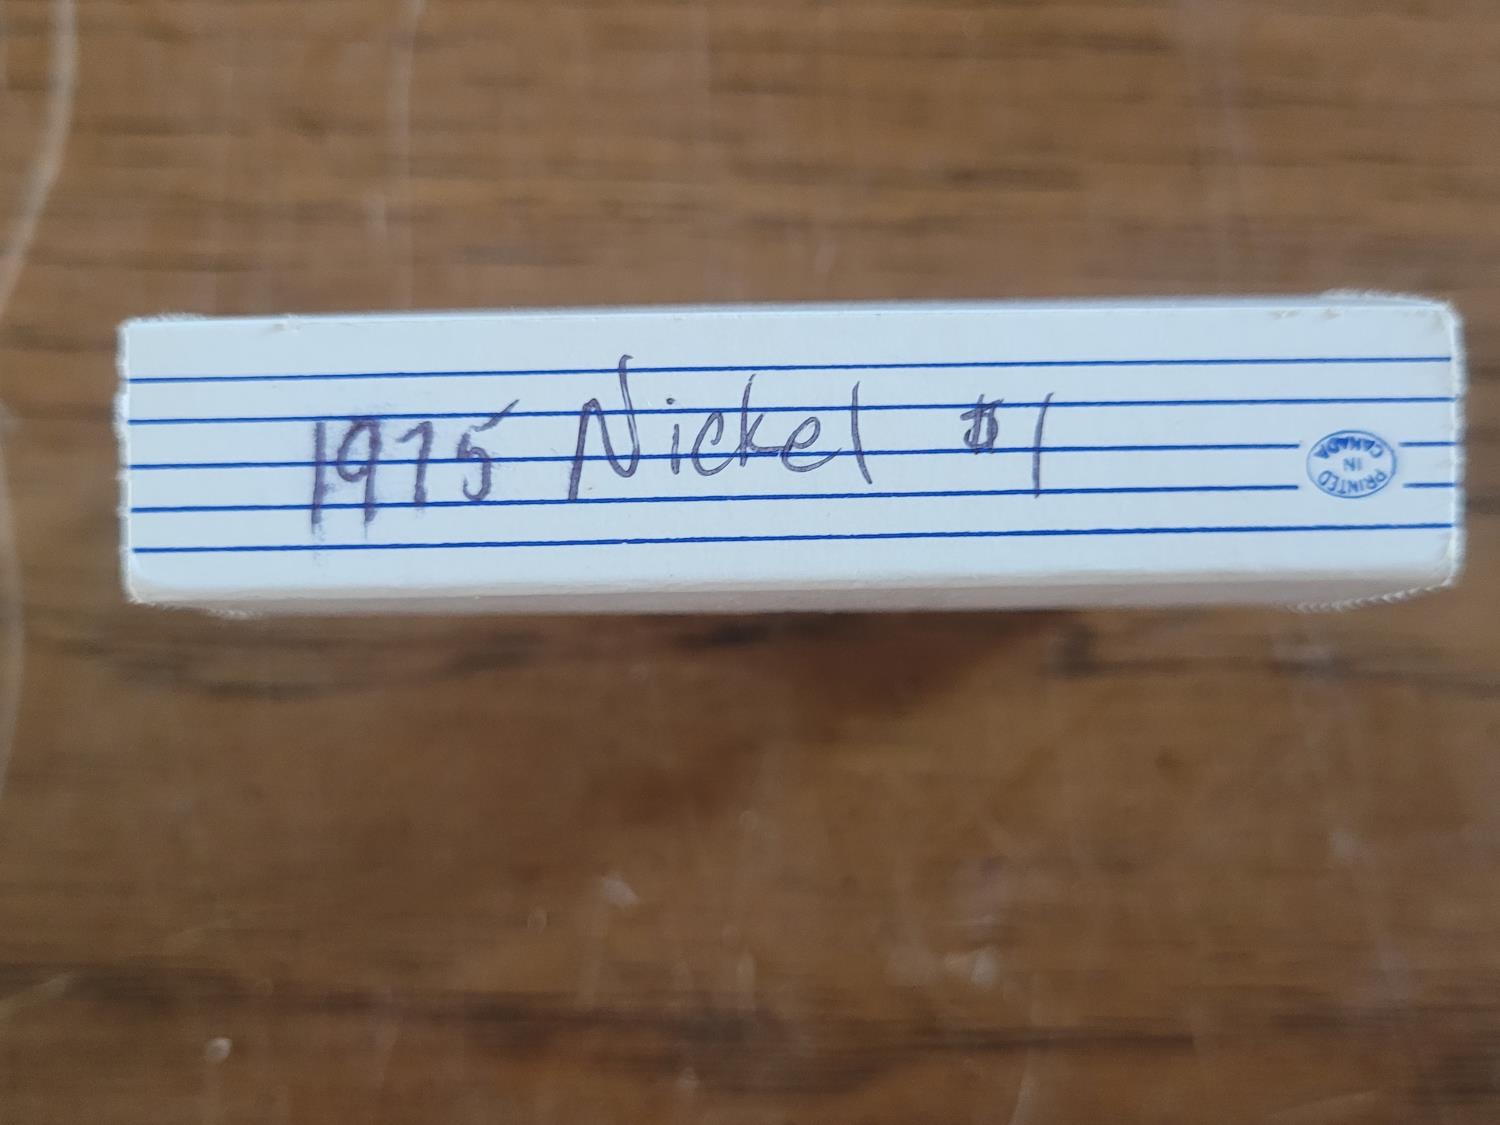 1975 Nickel $1
PRINTED
IN
CANADA